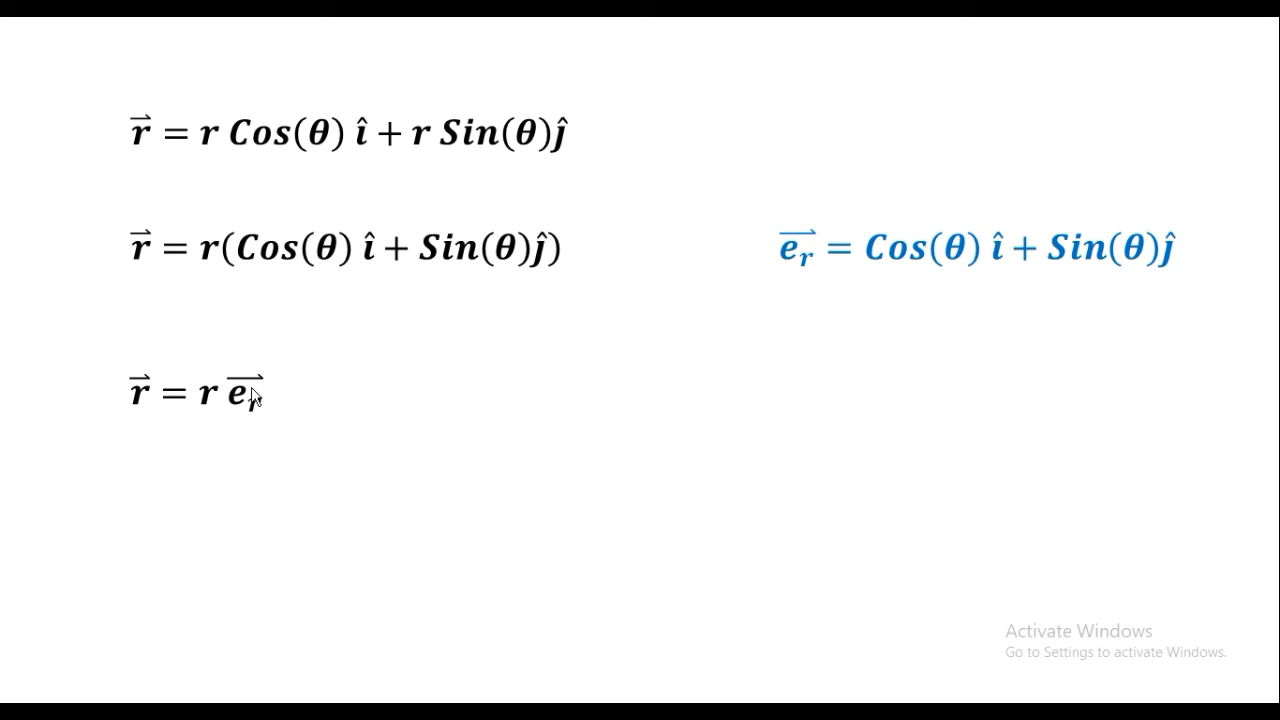 r⃗ = r Cos(θ) î + r Sin(θ)ĵ
r⃗ = r(Cos(θ) î + Sin(θ)ĵ)
e⃗ᵣ = Cos(θ) î + Sin(θ)ĵ
r⃗ = r e⃗ᵣ
Activate Windows
Go to Settings to activate Windows.